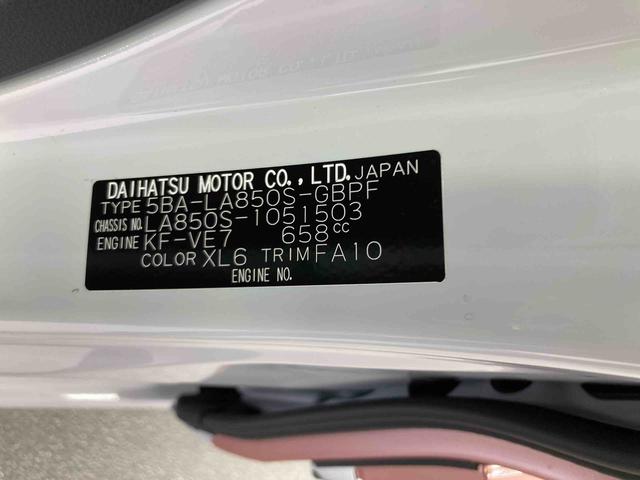 DAIHATSU MOTOR CO., LTD. JAPAN
TYPE 5BA-LA850S-GBPF
CHASSIS NO. LA850S-1051503
ENGINE KF-VE7 658cc
COLOR XL6 TRIM FA10
ENGINE NO.